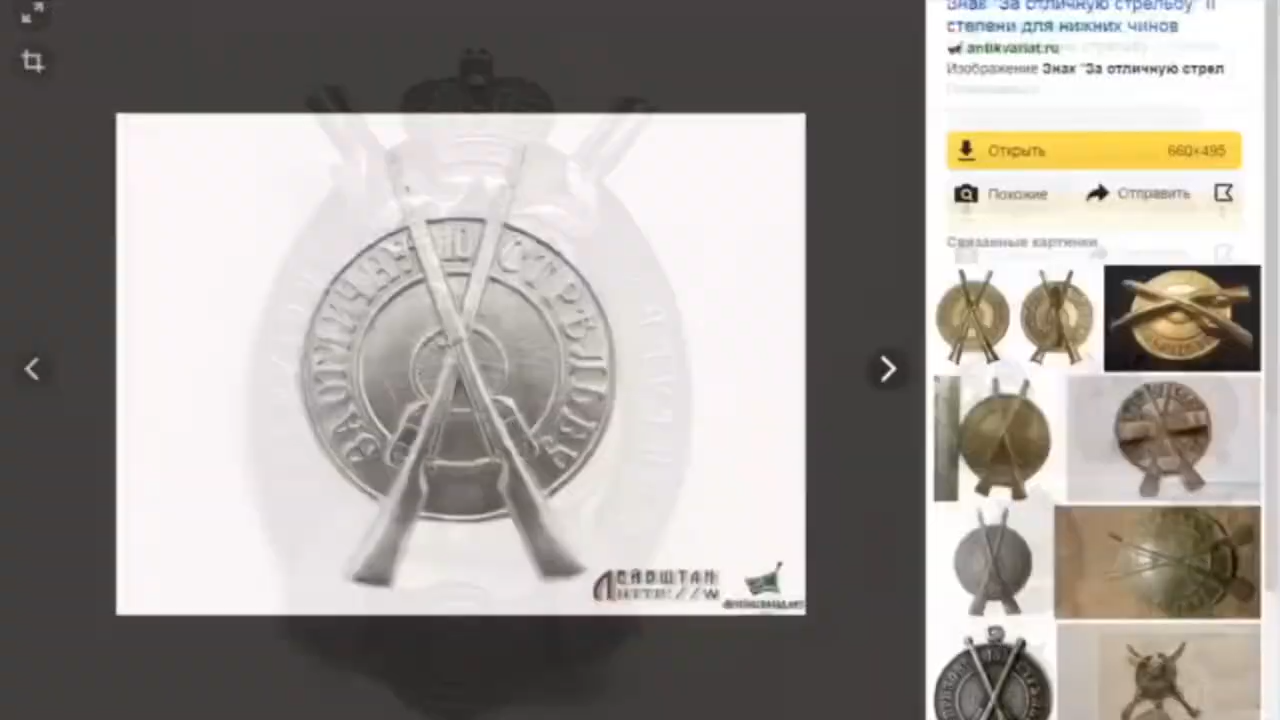 Знак "За отличную стрельбу" II
степени для нижних чинов
antikvariat.ru
Изображение Знак "За отличную стрел
Открыть 660×495
Похожие Отправить
Связанные картинки
ЗА ОТЛИЧНУЮ СТРѢЛЬБУ